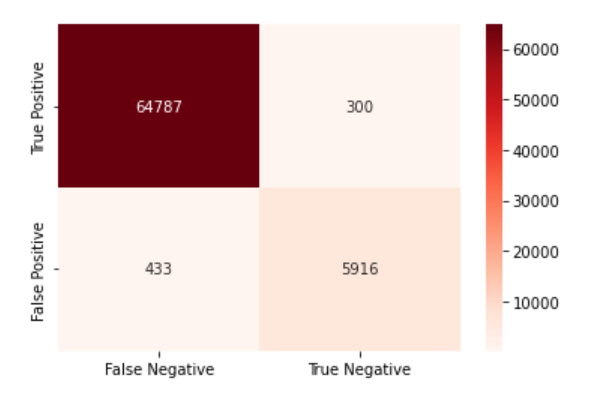 True Positive
False Positive
64787
300
433
5916
False Negative
True Negative
60000
50000
40000
30000
20000
10000